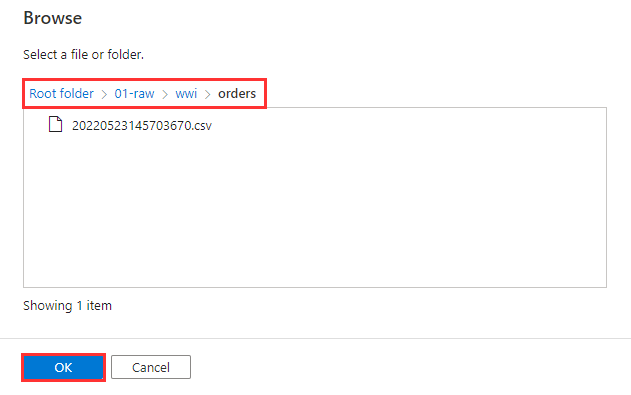 Browse
Select a file or folder.
Root folder > 01-raw > wwi > orders
20220523145703670.csv
Showing 1 item
OK Cancel